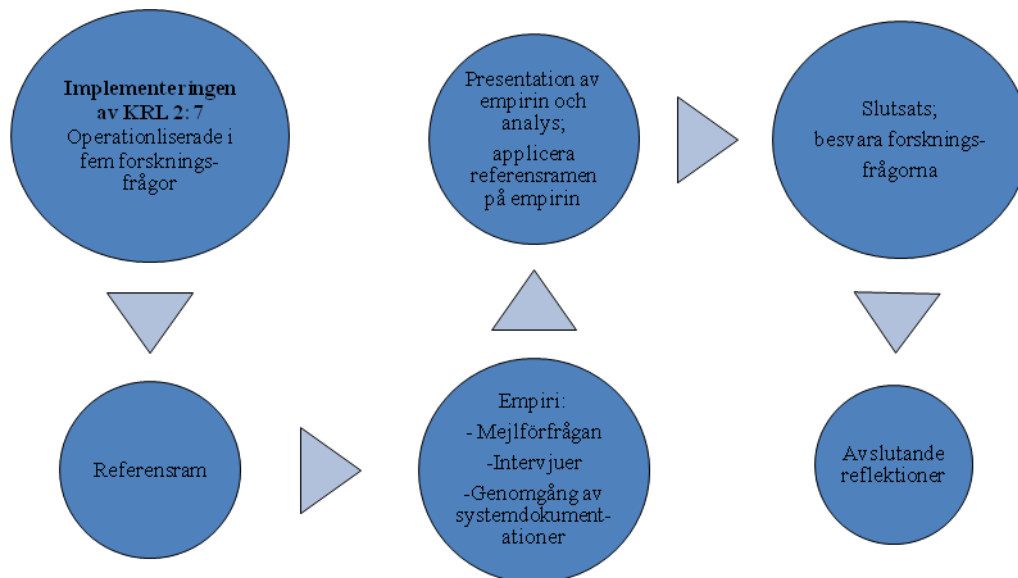 Implementeringen
av KRL 2: 7
Operationliserade i
fem forsknings-
frågor
Referensram
Empiri:
- Mejlförfrågan
-Intervjuer
-Genomgång av
systemdokument-
ationer
Presentation av
empirin och
analys;
applicera
referensramen
på empirin
Slutsats;
besvara forsknings-
frågorna
Avslutande
reflektioner